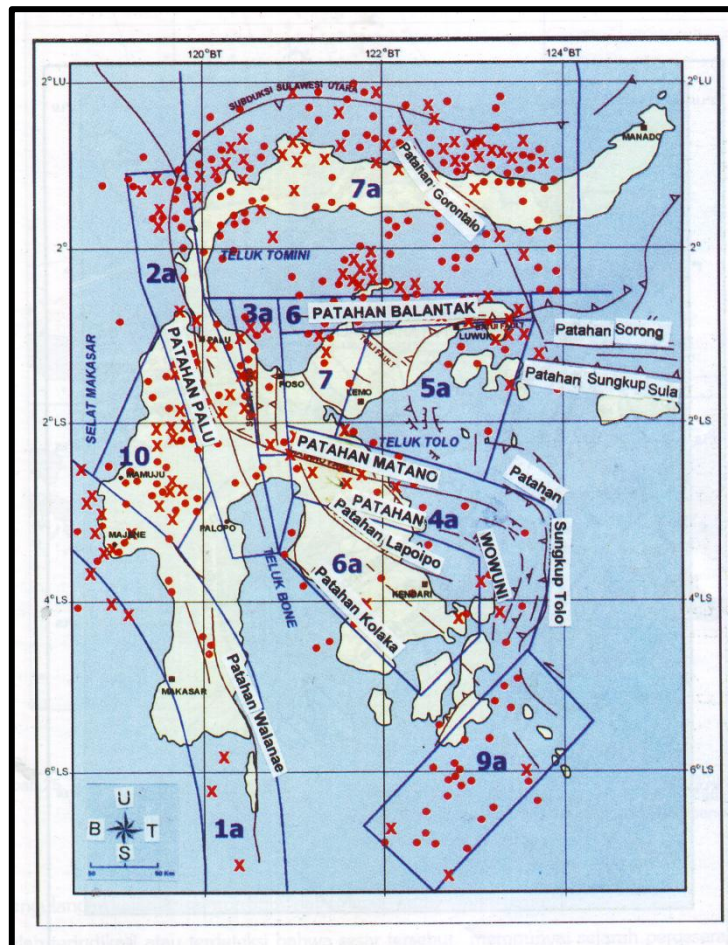 120°BT
122°BT
124°BT
2°LU
2°LU
SUBDUKSI SULAWESI UTARA
MANADO
7a
Patahan Gorontalo
2°
2°
TELUK TOMINI
2a
3a
6
PATAHAN BALANTAK
LUWUK
Patahan Sorong
PALU
PATAHAN PALU
SELAT MAKASAR
7
POSO
5a
Patahan Sungkup Sula
2°LS
TELUK TOLO
2°LS
10
MAMUJU
PATAHAN MATANO
Patahan
MAJENE
PALOPO
PATAHAN
4a
Patahan Lapoipo
WOWUNI
Sungkup Tolo
TELUK BONE
6a
4°LS
KENDARI
4°LS
Patahan Kolaka
MAKASAR
Patahan Walanae
6°LS
9a
6°LS
1a
U
B
T
S
50
50 Km